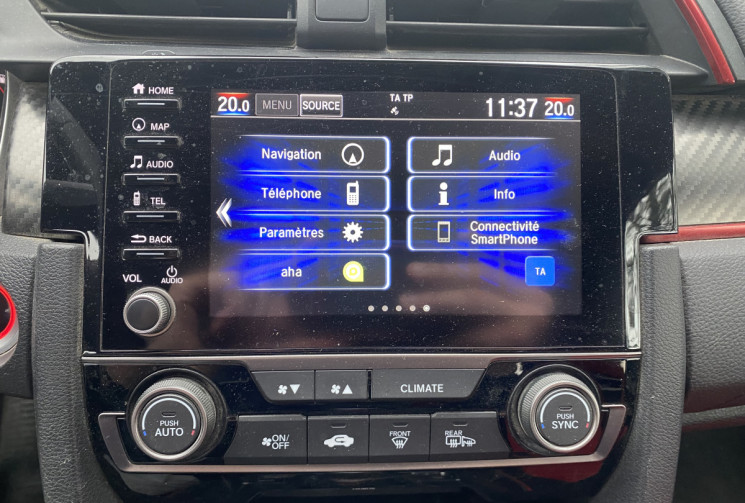 HOME
MAP
AUDIO
TEL
BACK
VOL
AUDIO
20.0 MENU SOURCE TA TP 11:37 20.0
Navigation Audio
Téléphone Info
Paramètres Connectivité
SmartPhone
aha TA
CLIMATE
PUSH
AUTO
ON/
OFF
FRONT
REAR
PUSH
SYNC